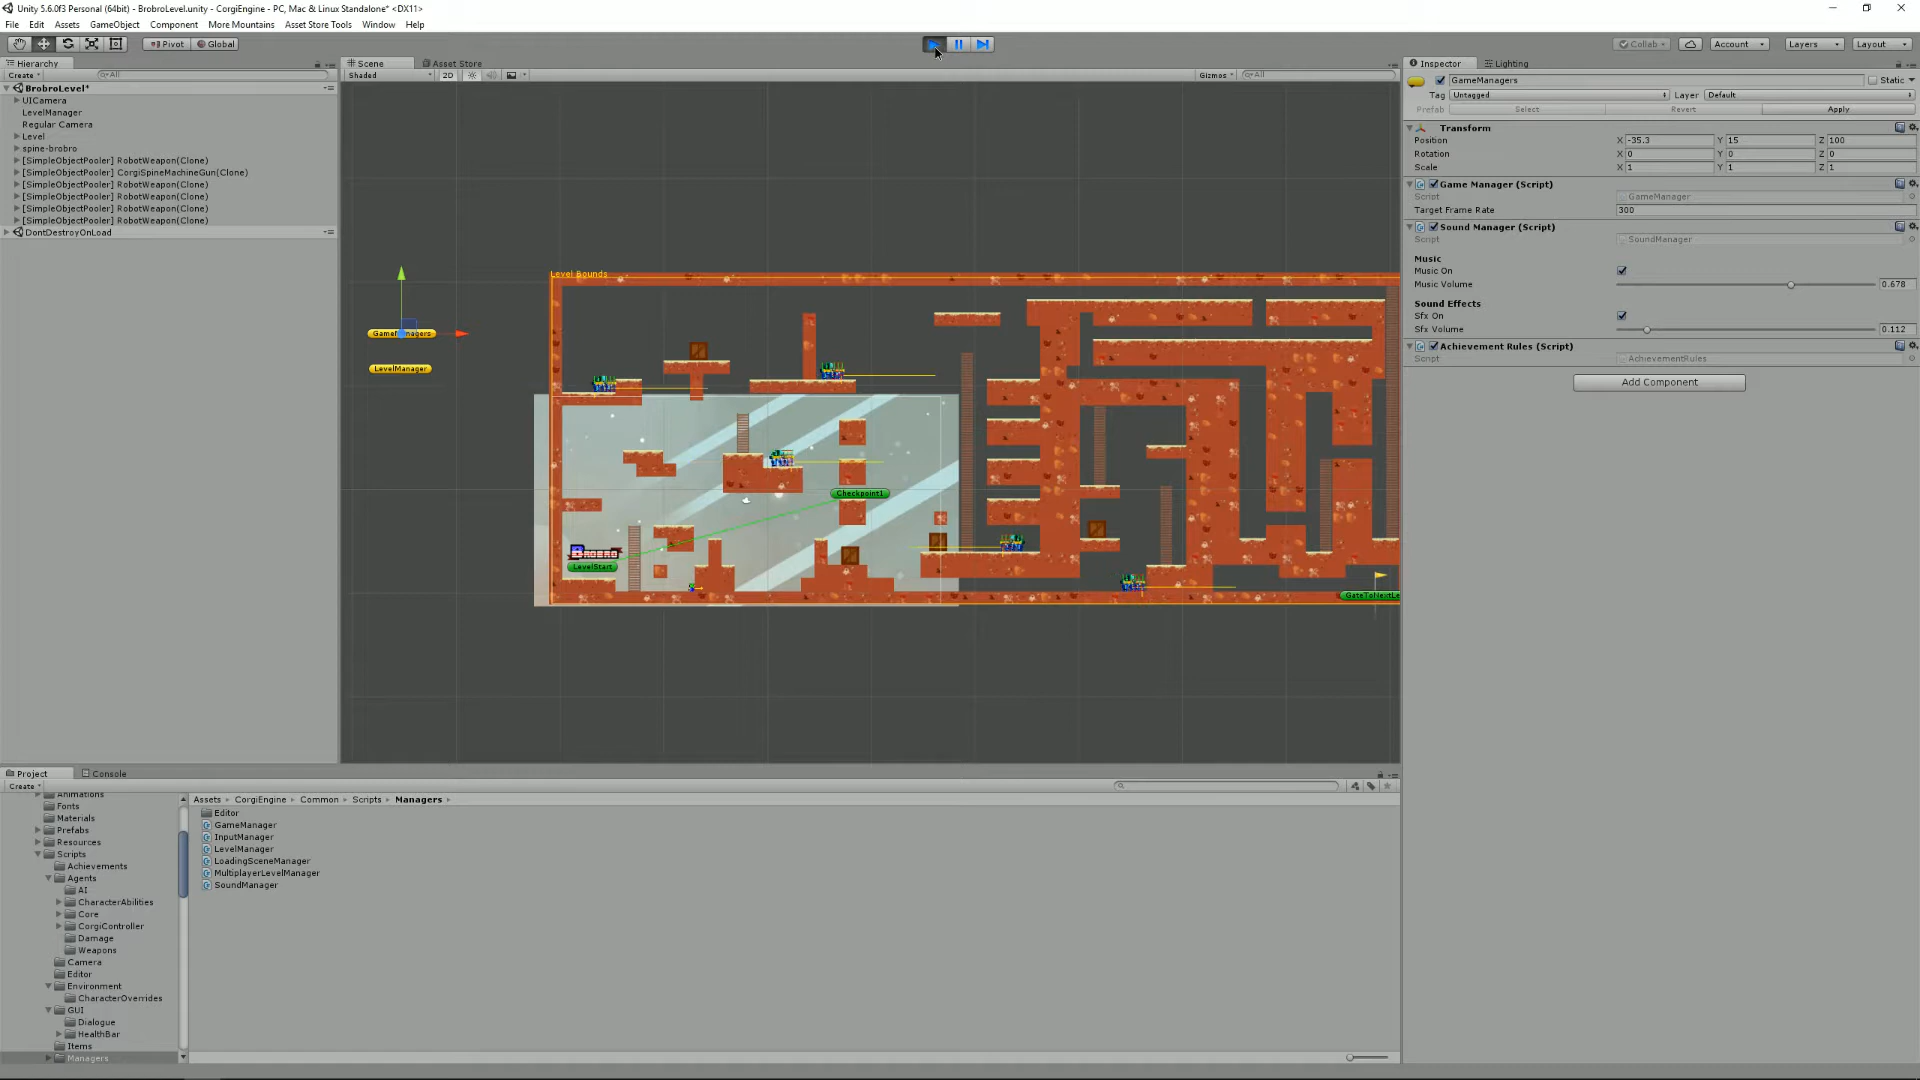 Unity 5.6.0f3 Personal (64bit) - BrobroLevel.unity - CorgiEngine - PC, Mac & Linux Standalone* <DX11>
File Edit Assets GameObject Component More Mountains Asset Store Tools Window Help
Pivot Global Collab Account Layers Layout
Hierarchy
Create All
BrobroLevel*
UICamera
LevelManager
Regular Camera
Level
spine-brobro
[SimpleObjectPooler] RobotWeapon(Clone)
[SimpleObjectPooler] CorgiSpineMachineGun(Clone)
[SimpleObjectPooler] RobotWeapon(Clone)
[SimpleObjectPooler] RobotWeapon(Clone)
[SimpleObjectPooler] RobotWeapon(Clone)
[SimpleObjectPooler] RobotWeapon(Clone)
DontDestroyOnLoad
Scene Asset Store
Shaded 2D Gizmos All
Level Bounds
GameManagers
LevelManager
Checkpoint1
BROBRO
LevelStart
GateToNextLe
Inspector Lighting
GameManagers Static
Tag Untagged Layer Default
Prefab Select Revert Apply
Transform
Position X -35.3 Y 15 Z 100
Rotation X 0 Y 0 Z 0
Scale X 1 Y 1 Z 1
Game Manager (Script)
Script GameManager
Target Frame Rate 300
Sound Manager (Script)
Script SoundManager
Music
Music On
Music Volume 0.678
Sound Effects
Sfx On
Sfx Volume 0.112
Achievement Rules (Script)
Script AchievementRules
Add Component
Project Console
Create
Animations
Fonts
Materials
Prefabs
Resources
Scripts
Achievements
Agents
AI
CharacterAbilities
Core
CorgiController
Damage
Weapons
Camera
Editor
Environment
CharacterOverrides
GUI
Dialogue
HealthBar
Items
Managers
Assets CorgiEngine Common Scripts Managers
Editor
GameManager
InputManager
LevelManager
LoadingSceneManager
MultiplayerLevelManager
SoundManager